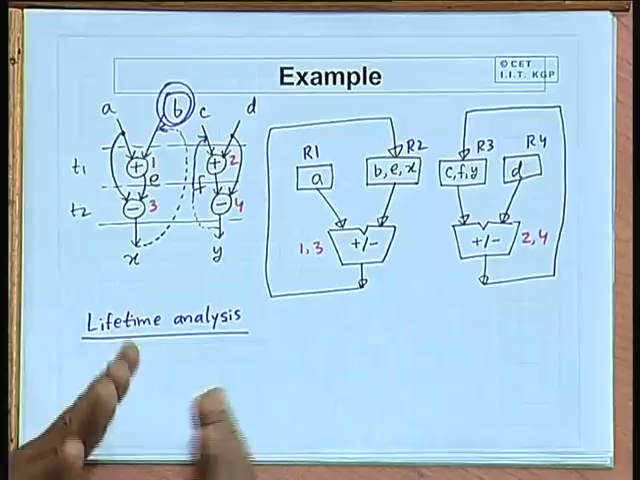 Example
© CET
I.I.T. KGP
a b c d
t1 + 1 + 2
e f
t2 - 3 - 4
x y
R1 R2 R3 R4
a b, e, x c, f, y d
1, 3 +/- +/- 2, 4
Lifetime analysis